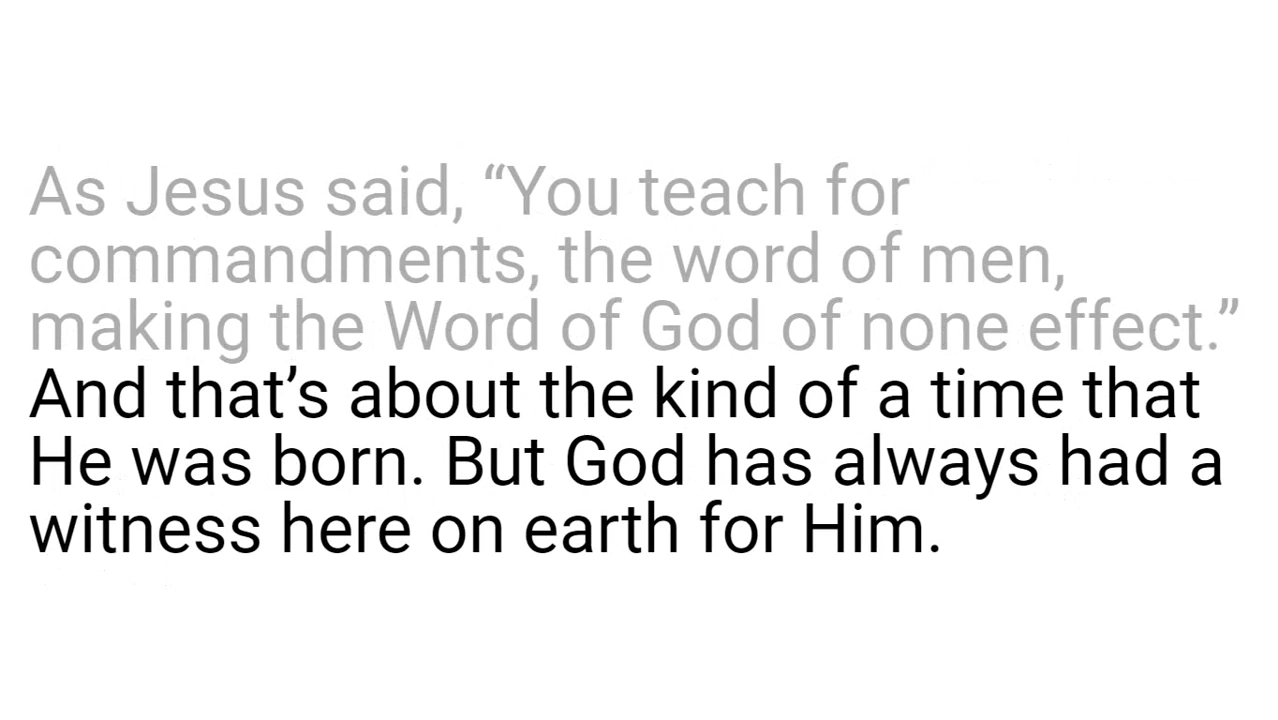 As Jesus said, “You teach for
commandments, the word of men,
making the Word of God of none effect.”
And that’s about the kind of a time that
He was born. But God has always had a
witness here on earth for Him.